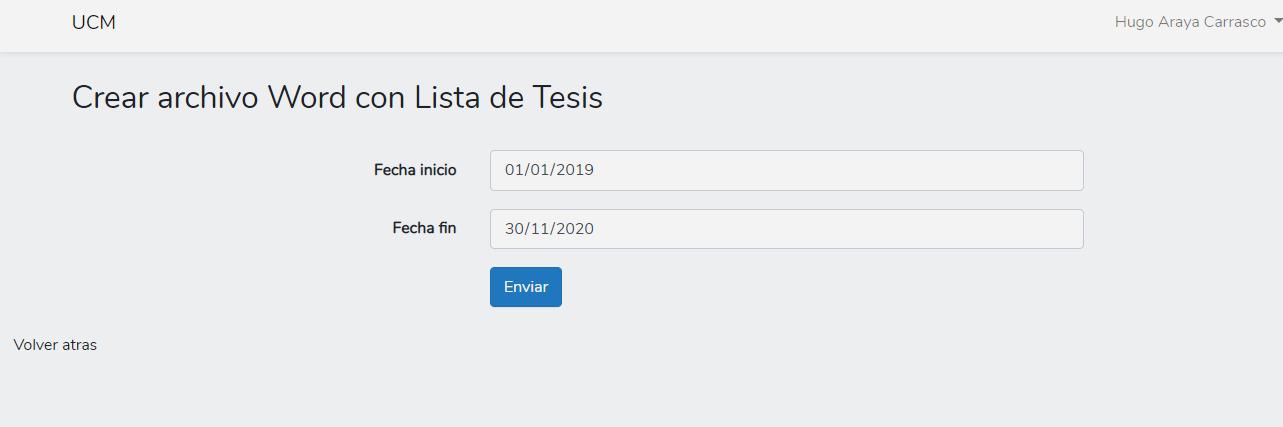 UCM
Hugo Araya Carrasco
Crear archivo Word con Lista de Tesis
Fecha inicio
01/01/2019
Fecha fin
30/11/2020
Enviar
Volver atras